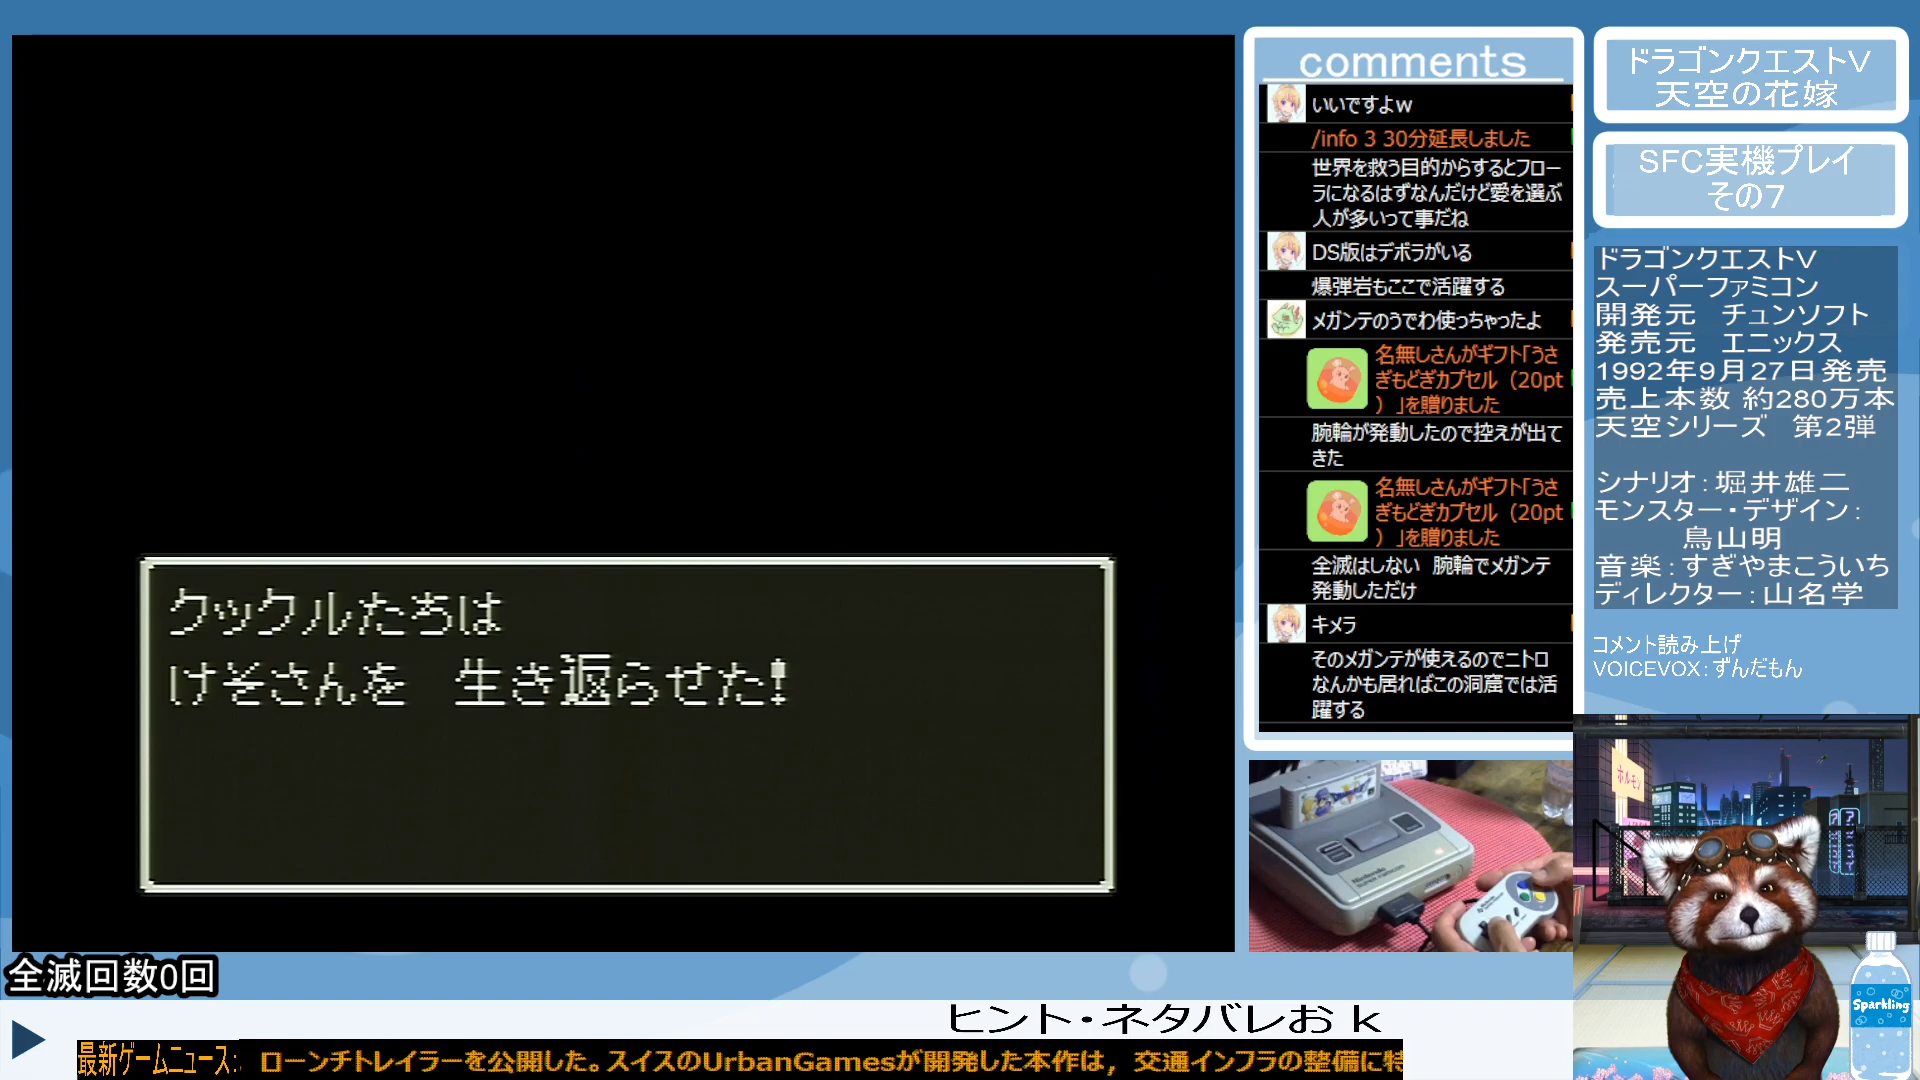 クックルたちは
けそさんを 生き返らせた!
comments
いいですよw
/info 3 30分延長しました
世界を救う目的からするとフロー
ラになるはずなんだけど愛を選ぶ
人が多いって事だね
DS版はデボラがいる
爆弾岩もここで活躍する
メガンテのうでわ使っちゃったよ
名無しさんがギフト「うさ
ぎもどぎカプセル（20pt
）」を贈りました
腕輪が発動したので控えが出て
きた
名無しさんがギフト「うさ
ぎもどぎカプセル（20pt
）」を贈りました
全滅はしない 腕輪でメガンテ
発動しただけ
キメラ
そのメガンテが使えるのでニトロ
なんかも居ればこの洞窟では活
躍する
ドラゴンクエストV
天空の花嫁
SFC実機プレイ
その7
ドラゴンクエストV
スーパーファミコン
開発元 チュンソフト
発売元 エニックス
1992年9月27日発売
売上本数 約280万本
天空シリーズ 第2弾
シナリオ:堀井雄二
モンスター・デザイン:
鳥山明
音楽:すぎやまこういち
ディレクター:山名学
コメント読み上げ
VOICEVOX:ずんだもん
ホルモン
Nintendo
Sparkling
全滅回数0回
ヒント・ネタバレおk
最新ゲームニュース:
ローンチトレイラーを公開した。スイスのUrbanGamesが開発した本作は，交通インフラの整備に特